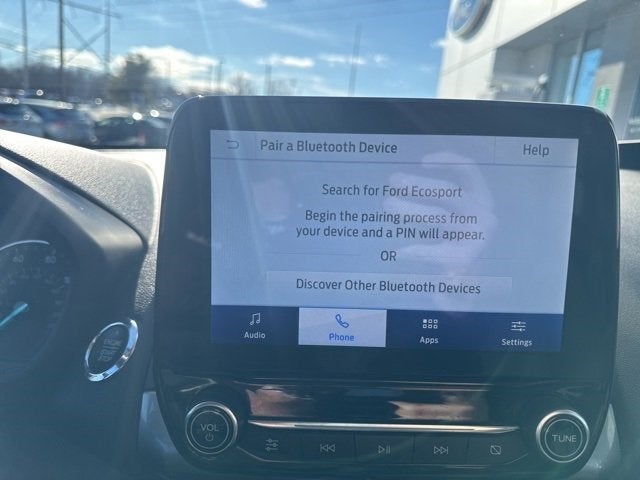 Pair a Bluetooth Device
Help
Search for Ford Ecosport
Begin the pairing process from
your device and a PIN will appear.
OR
Discover Other Bluetooth Devices
Audio
Phone
Apps
Settings
VOL
TUNE